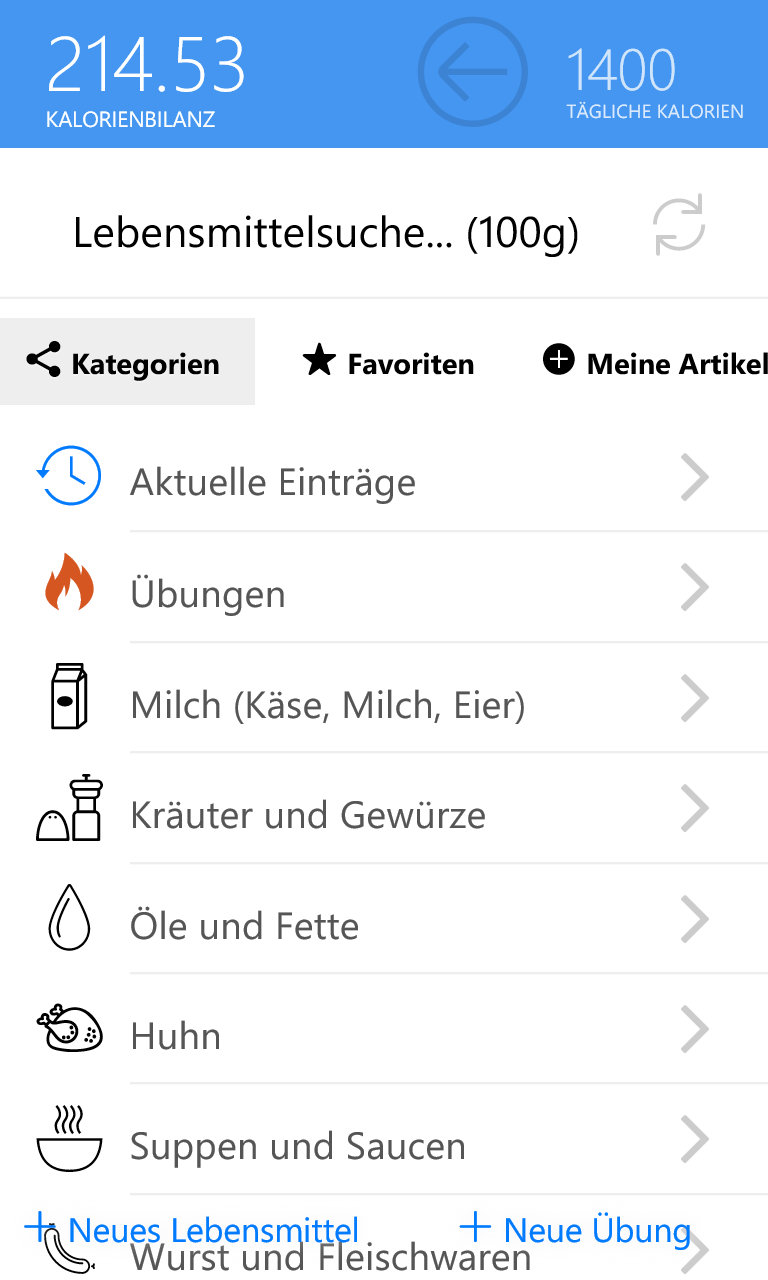 214.53
KALORIENBILANZ
1400
TÄGLICHE KALORIEN
Lebensmittelsuche... (100g)
Kategorien
Favoriten
Meine Artikel
Aktuelle Einträge
Übungen
Milch (Käse, Milch, Eier)
Kräuter und Gewürze
Öle und Fette
Huhn
Suppen und Saucen
Neues Lebensmittel
Neue Übung
Wurst und Fleischwaren